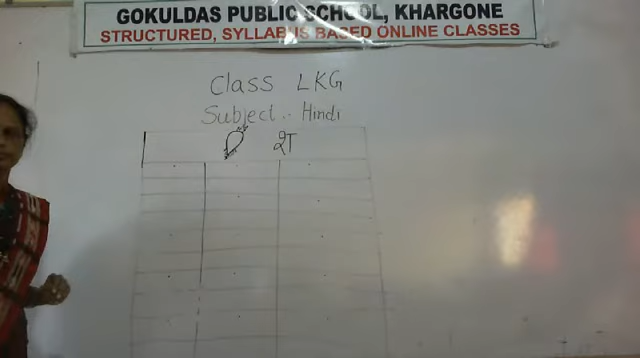 GOKULDAS PUBLIC SCHOOL, KHARGONE
STRUCTURED, SYLLABUS BASED ONLINE CLASSES
Class LKG
Subject.. Hindi
श